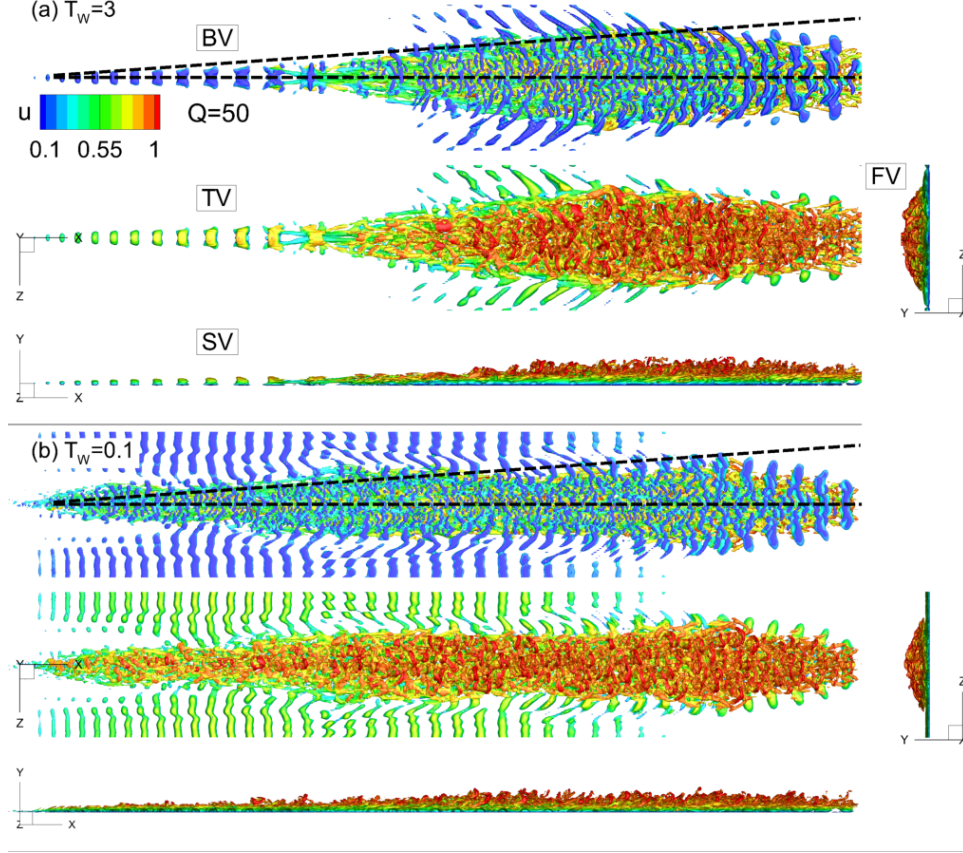 (a) T_W=3
BV
u
Q=50
0.1 0.55 1
TV
FV
Y X
Z
Z
Y
SV
Y
Z X
(b) T_W=0.1
Y X
Z
Z
Y
Y
Z X